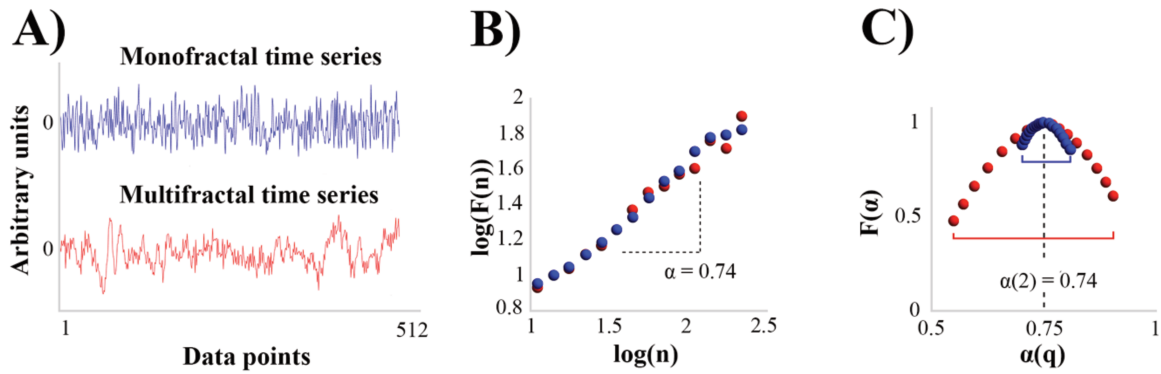 A)
Monofractal time series
0
Multifractal time series
0
Arbitrary units
1
512
Data points
B)
2
1.8
1.6
1.4
1.2
1
0.8
log(F(n))
α = 0.74
1
1.5
2
2.5
log(n)
C)
1
0.5
0
F(α)
α(2) = 0.74
0.5
0.75
1
α(q)